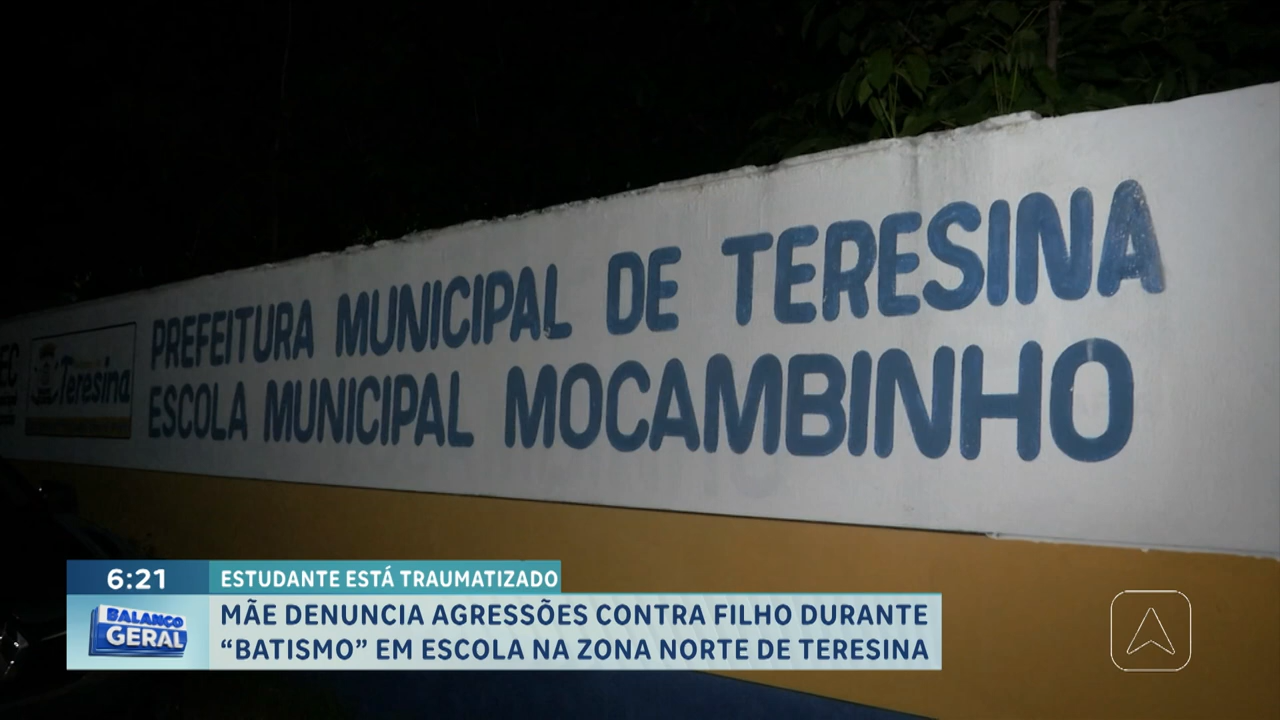 PREFEITURA MUNICIPAL DE TERESINA
ESCOLA MUNICIPAL MOCAMBINHO
Teresina
6:21
ESTUDANTE ESTÁ TRAUMATIZADO
BALANÇO GERAL
MÃE DENUNCIA AGRESSÕES CONTRA FILHO DURANTE
“BATISMO” EM ESCOLA NA ZONA NORTE DE TERESINA